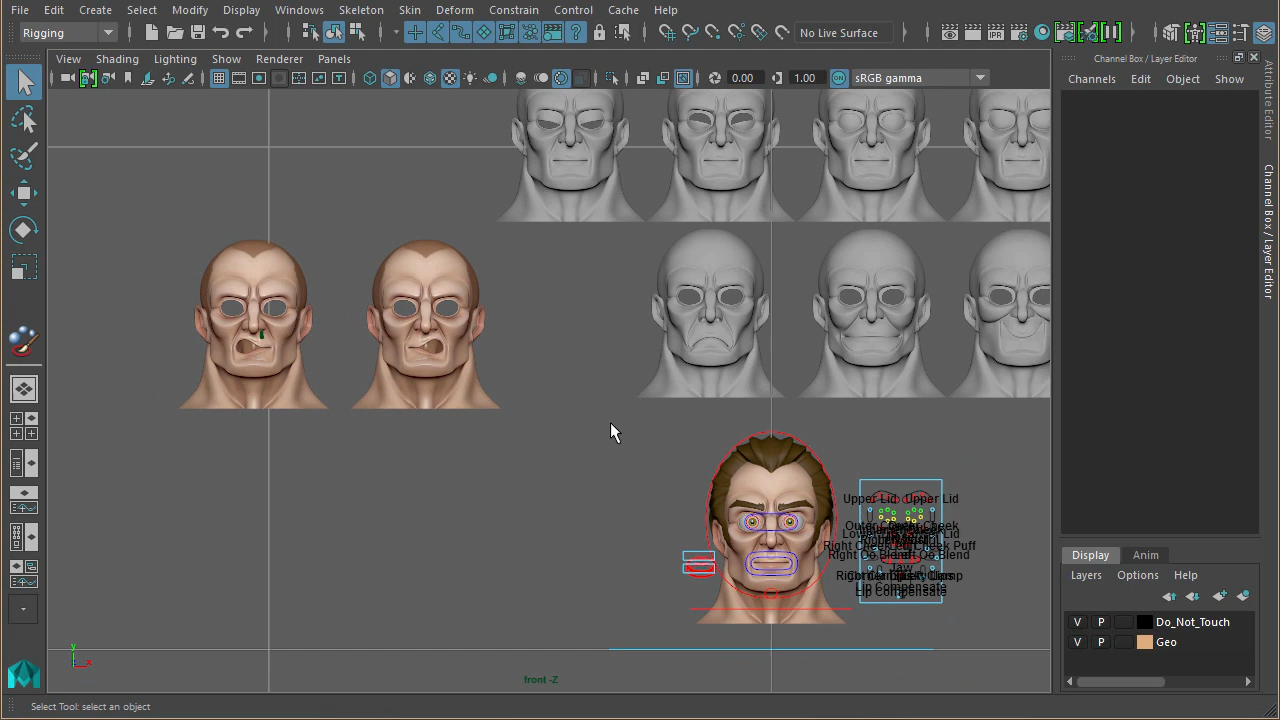 File Edit Create Select Modify Display Windows Skeleton Skin Deform Constrain Control Cache Help
Rigging
No Live Surface
View Shading Lighting Show Renderer Panels
0.00
1.00
ON
sRGB gamma
Channel Box / Layer Editor
Channels Edit Object Show
Attribute Editor
Channel Box / Layer Editor
Upper Lid Upper Lid
Cheek Puff
Lip Compensate
Display Anim
Layers Options Help
V P Do_Not_Touch
V P Geo
y
x
front -Z
Select Tool: select an object